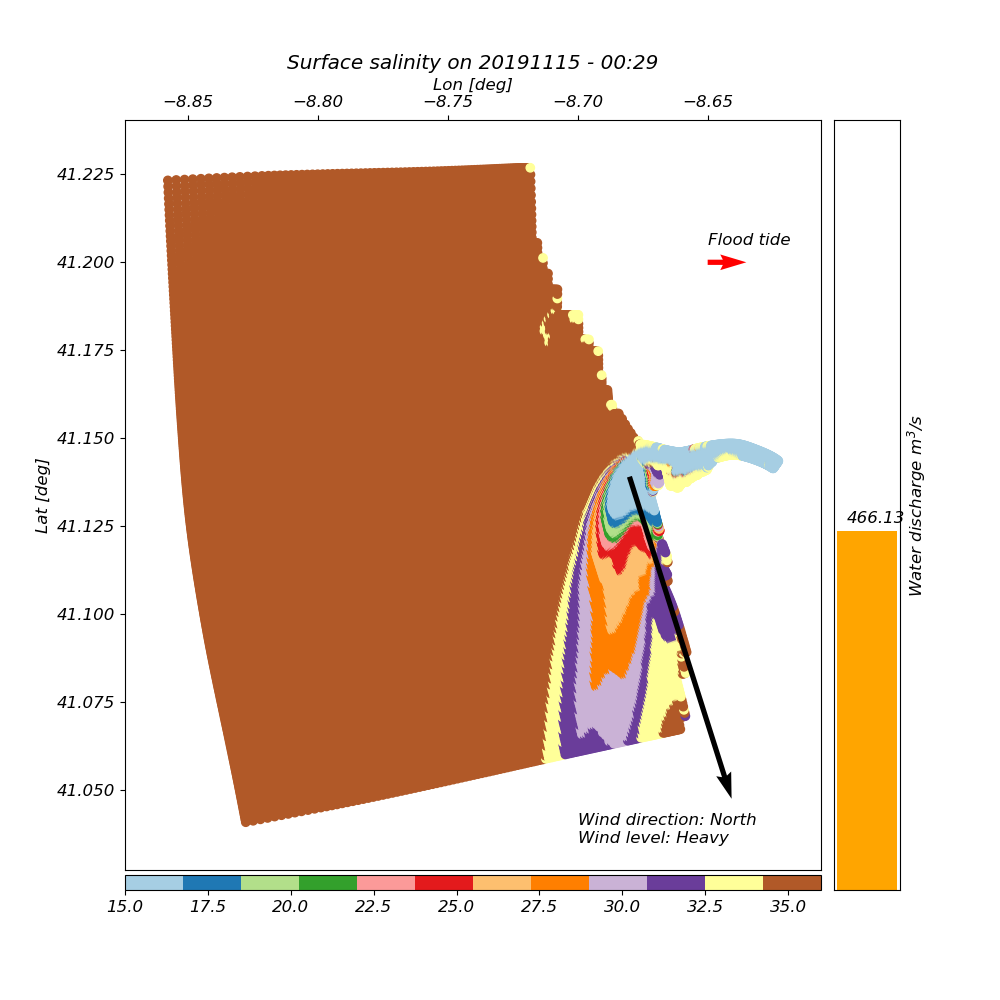 Surface salinity on 20191115 - 00:29
Lon [deg]
−8.85 −8.80 −8.75 −8.70 −8.65
41.225
41.200
41.175
41.150
41.125
41.100
41.075
41.050
Lat [deg]
Flood tide
466.13
Water discharge m³/s
Wind direction: North
Wind level: Heavy
15.0 17.5 20.0 22.5 25.0 27.5 30.0 32.5 35.0